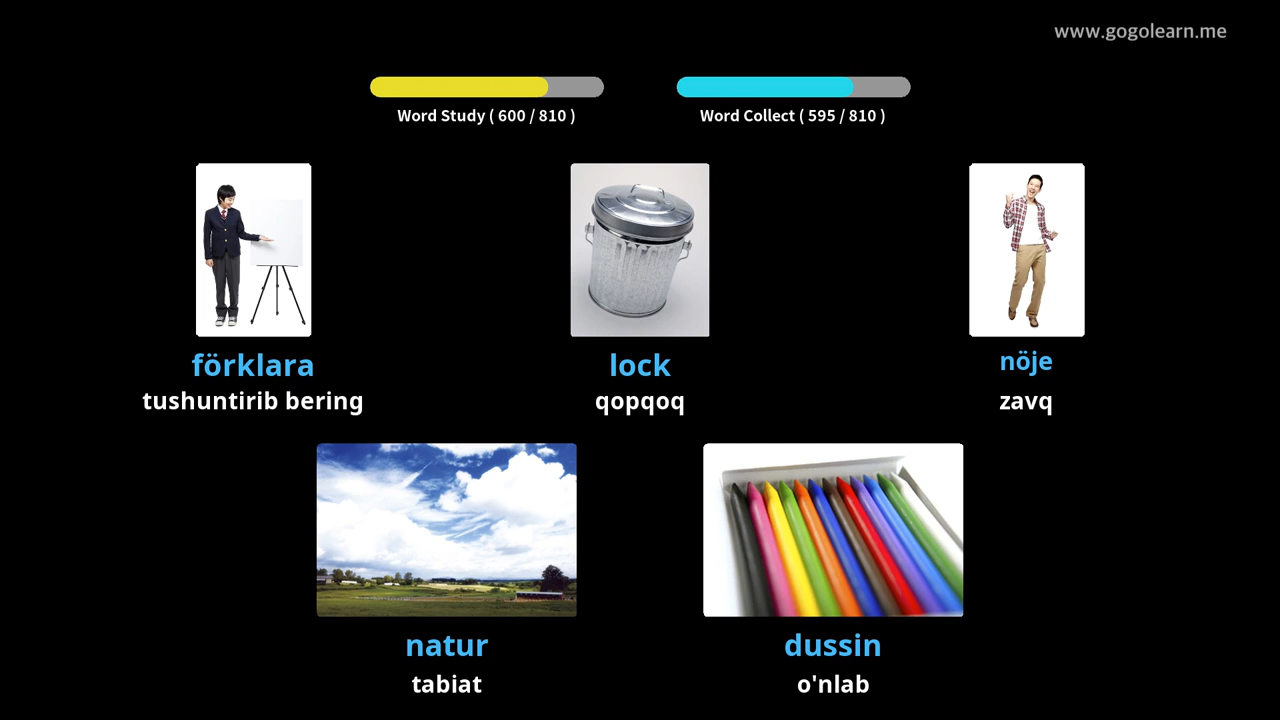 www.gogolearn.me
Word Study ( 600 / 810 )
Word Collect ( 595 / 810 )
förklara
tushuntirib bering
lock
qopqoq
nöje
zavq
natur
tabiat
dussin
o'nlab